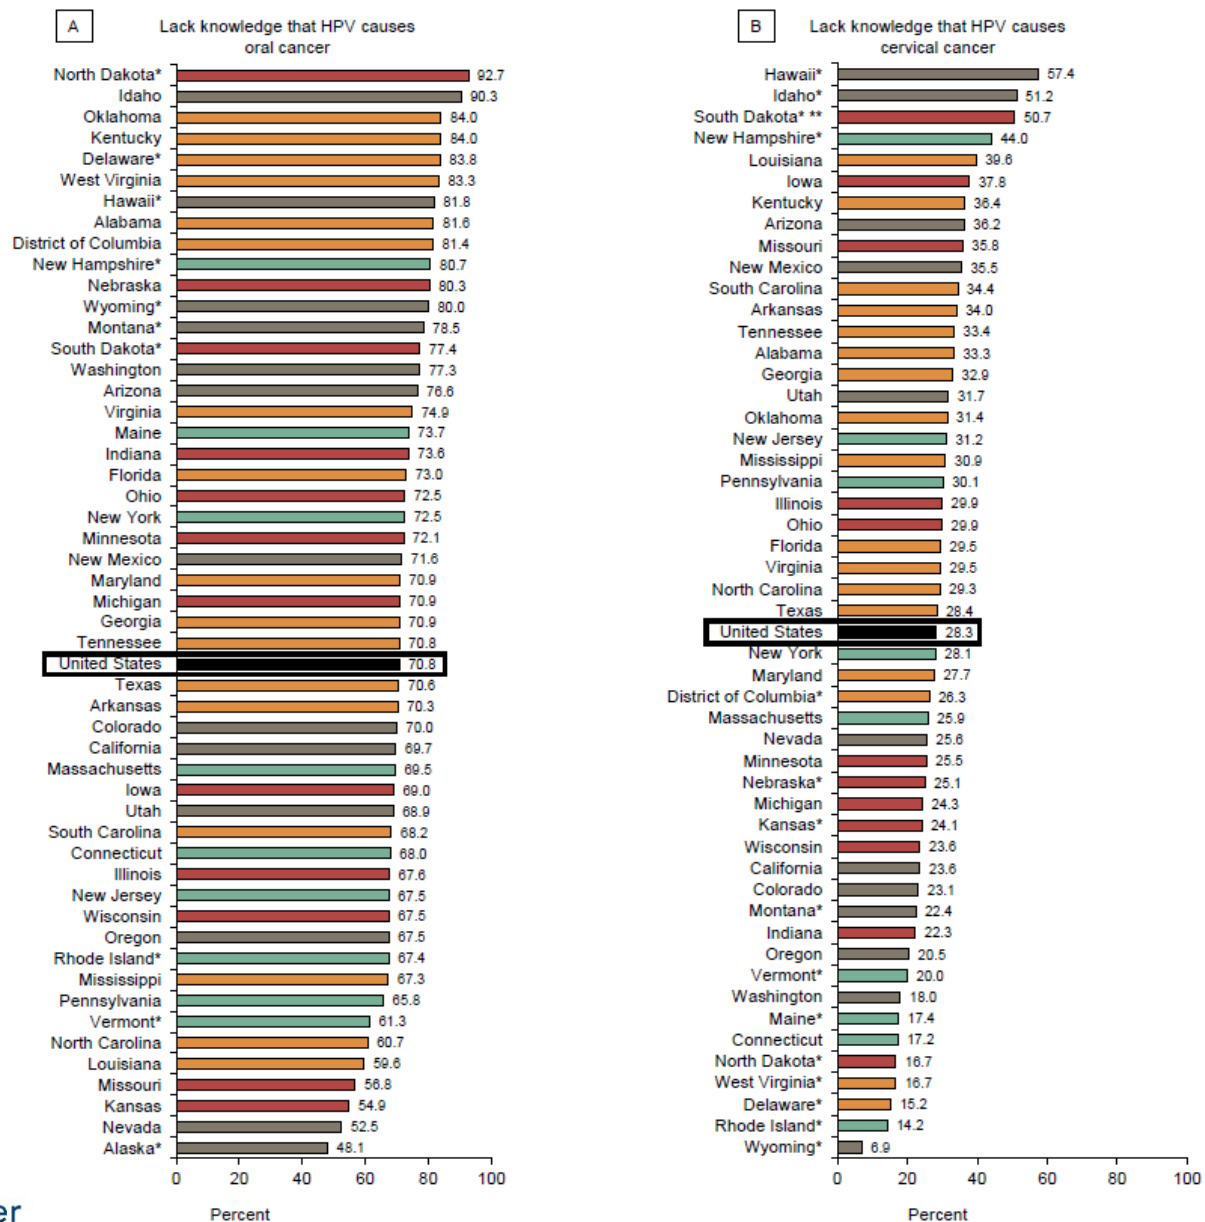 A
Lack knowledge that HPV causes
oral cancer
North Dakota* 92.7
Idaho 90.3
Oklahoma 84.0
Kentucky 84.0
Delaware* 83.8
West Virginia 83.3
Hawaii* 81.8
Alabama 81.6
District of Columbia 81.4
New Hampshire* 80.7
Nebraska 80.3
Wyoming* 80.0
Montana* 78.5
South Dakota* 77.4
Washington 77.3
Arizona 76.6
Virginia 74.9
Maine 73.7
Indiana 73.6
Florida 73.0
Ohio 72.5
New York 72.5
Minnesota 72.1
New Mexico 71.6
Maryland 70.9
Michigan 70.9
Georgia 70.9
Tennessee 70.8
United States 70.8
Texas 70.6
Arkansas 70.3
Colorado 70.0
California 69.7
Massachusetts 69.5
Iowa 69.0
Utah 68.9
South Carolina 68.2
Connecticut 68.0
Illinois 67.6
New Jersey 67.5
Wisconsin 67.5
Oregon 67.5
Rhode Island* 67.4
Mississippi 67.3
Pennsylvania 65.8
Vermont* 61.3
North Carolina 60.7
Louisiana 59.6
Missouri 56.8
Kansas 54.9
Nevada 52.5
Alaska* 48.1
0 20 40 60 80 100
Percent
B
Lack knowledge that HPV causes
cervical cancer
Hawaii* 57.4
Idaho* 51.2
South Dakota* ** 50.7
New Hampshire* 44.0
Louisiana 39.6
Iowa 37.8
Kentucky 36.4
Arizona 36.2
Missouri 35.8
New Mexico 35.5
South Carolina 34.4
Arkansas 34.0
Tennessee 33.4
Alabama 33.3
Georgia 32.9
Utah 31.7
Oklahoma 31.4
New Jersey 31.2
Mississippi 30.9
Pennsylvania 30.1
Illinois 29.9
Ohio 29.9
Florida 29.5
Virginia 29.5
North Carolina 29.3
Texas 28.4
United States 28.3
New York 28.1
Maryland 27.7
District of Columbia* 26.3
Massachusetts 25.9
Nevada 25.6
Minnesota 25.5
Nebraska* 25.1
Michigan 24.3
Kansas* 24.1
Wisconsin 23.6
California 23.6
Colorado 23.1
Montana* 22.4
Indiana 22.3
Oregon 20.5
Vermont* 20.0
Washington 18.0
Maine* 17.4
Connecticut 17.2
North Dakota* 16.7
West Virginia* 16.7
Delaware* 15.2
Rhode Island* 14.2
Wyoming* 6.9
0 20 40 60 80 100
Percent
er